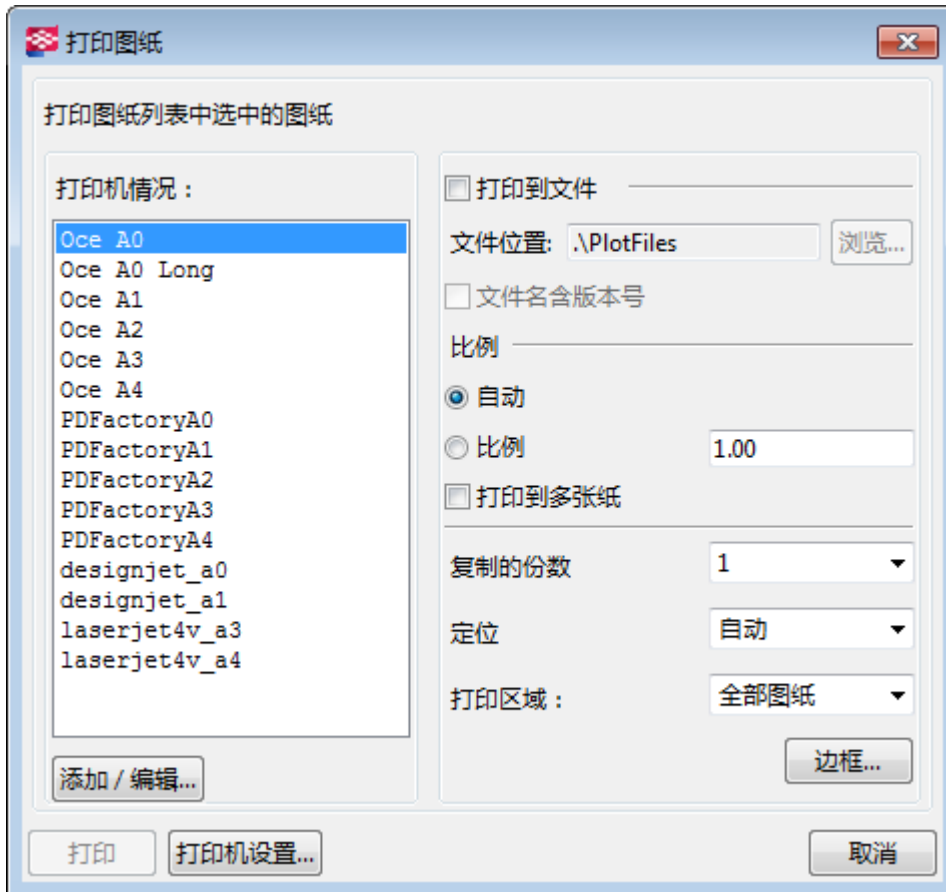 打印图纸
打印图纸列表中选中的图纸
打印机情况：
Oce A0
Oce A0 Long
Oce A1
Oce A2
Oce A3
Oce A4
PDFactoryA0
PDFactoryA1
PDFactoryA2
PDFactoryA3
PDFactoryA4
designjet_a0
designjet_a1
laserjet4v_a3
laserjet4v_a4
添加 / 编辑...
打印到文件
文件位置: .\PlotFiles 浏览...
文件名含版本号
比例
自动
比例 1.00
打印到多张纸
复制的份数 1
定位 自动
打印区域： 全部图纸
边框...
打印 打印机设置... 取消